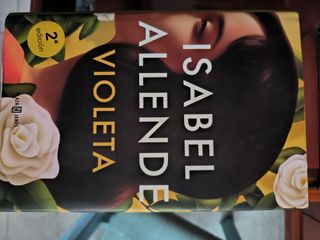 2ª
edición
ISABEL
ALLENDE
VIOLETA